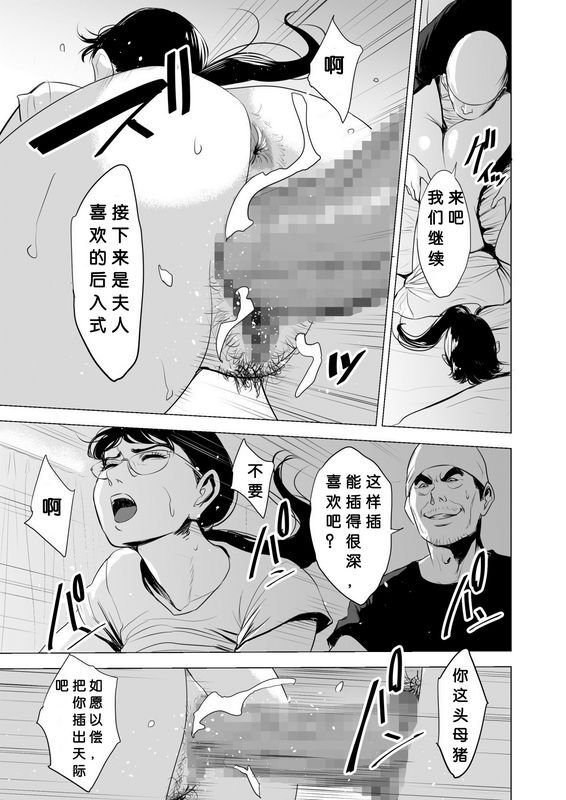 来吧
我们继续
啊
接下来是夫人
喜欢的后入式
这样插
能插得很深，
喜欢吧？
不要
啊
你这头母猪
如愿以偿，
把你插出天际
吧